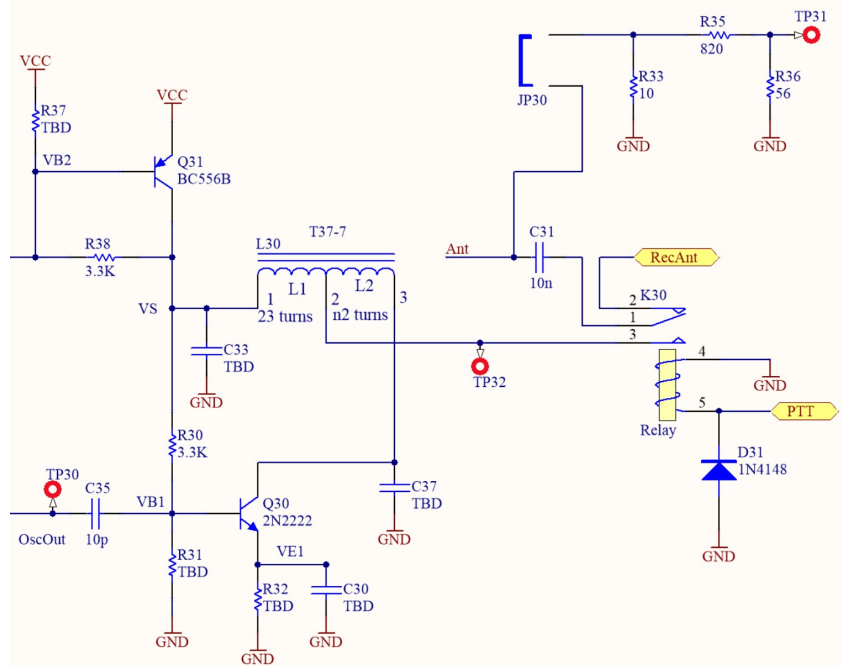 TP31
R35
820
R33
10
R36
56
GND
GND
JP30
VCC
VCC
R37
TBD
VB2
Q31
BC556B
R38
3.3K
T37-7
L30
L1
L2
1
2
3
23 turns
n2 turns
Ant
C31
10n
RecAnt
2
K30
1
3
VS
C33
TBD
GND
TP32
4
GND
5
PTT
Relay
D31
1N4148
GND
R30
3.3K
TP30
C35
10p
OscOut
VB1
Q30
2N2222
C37
TBD
GND
R31
TBD
VE1
R32
TBD
C30
TBD
GND
GND
GND